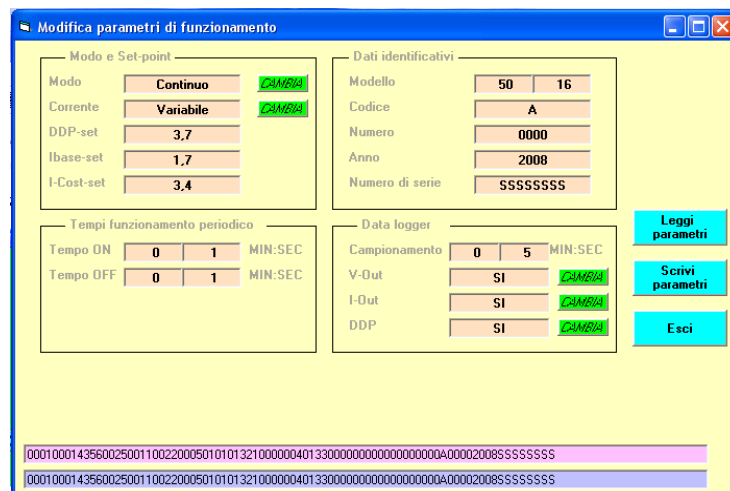 Modifica parametri di funzionamento
Modo e Set-point
Modo Continuo CAMBIA
Corrente Variabile CAMBIA
DDP-set 3,7
Ibase-set 1,7
I-Cost-set 3,4
Dati identificativi
Modello 50 16
Codice A
Numero 0000
Anno 2008
Numero di serie SSSSSSSS
Tempi funzionamento periodico
Tempo ON 0 1 MIN:SEC
Tempo OFF 0 1 MIN:SEC
Data logger
Campionamento 0 5 MIN:SEC
V-Out SI CAMBIA
I-Out SI CAMBIA
DDP SI CAMBIA
Leggi
parametri
Scrivi
parametri
Esci